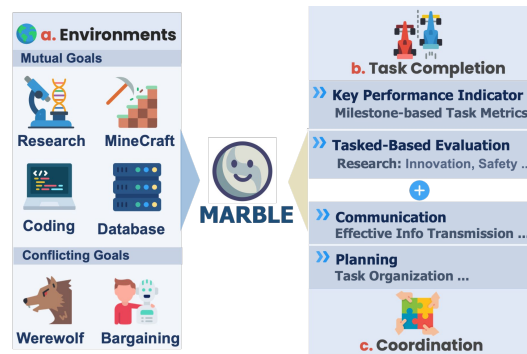 a. Environments
Mutual Goals
Research
MineCraft
Coding
Database
Conflicting Goals
Werewolf
Bargaining
MARBLE
b. Task Completion
Key Performance Indicator
Milestone-based Task Metrics
Tasked-Based Evaluation
Research: Innovation, Safety ...
Communication
Effective Info Transmission ...
Planning
Task Organization ...
c. Coordination